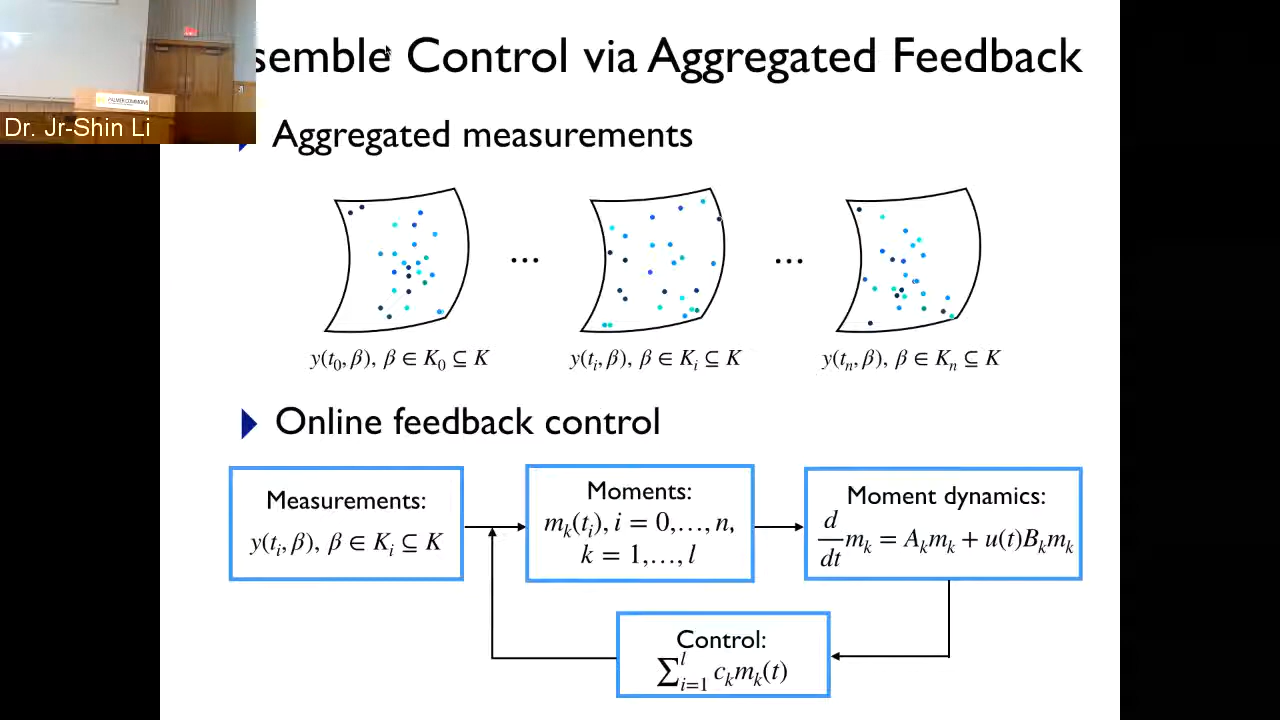 semble Control via Aggregated Feedback
PALMER COMMONS
Dr. Jr-Shin Li
Aggregated measurements
... ...
y(t_0, β), β ∈ K_0 ⊆ K y(t_i, β), β ∈ K_i ⊆ K y(t_n, β), β ∈ K_n ⊆ K
Online feedback control
Measurements:
y(t_i, β), β ∈ K_i ⊆ K
Moments:
m_k(t_i), i = 0,…, n,
k = 1,…, l
Moment dynamics:
d/dt m_k = A_k m_k + u(t)B_k m_k
Control:
∑_{i=1}^{l} c_k m_k(t)